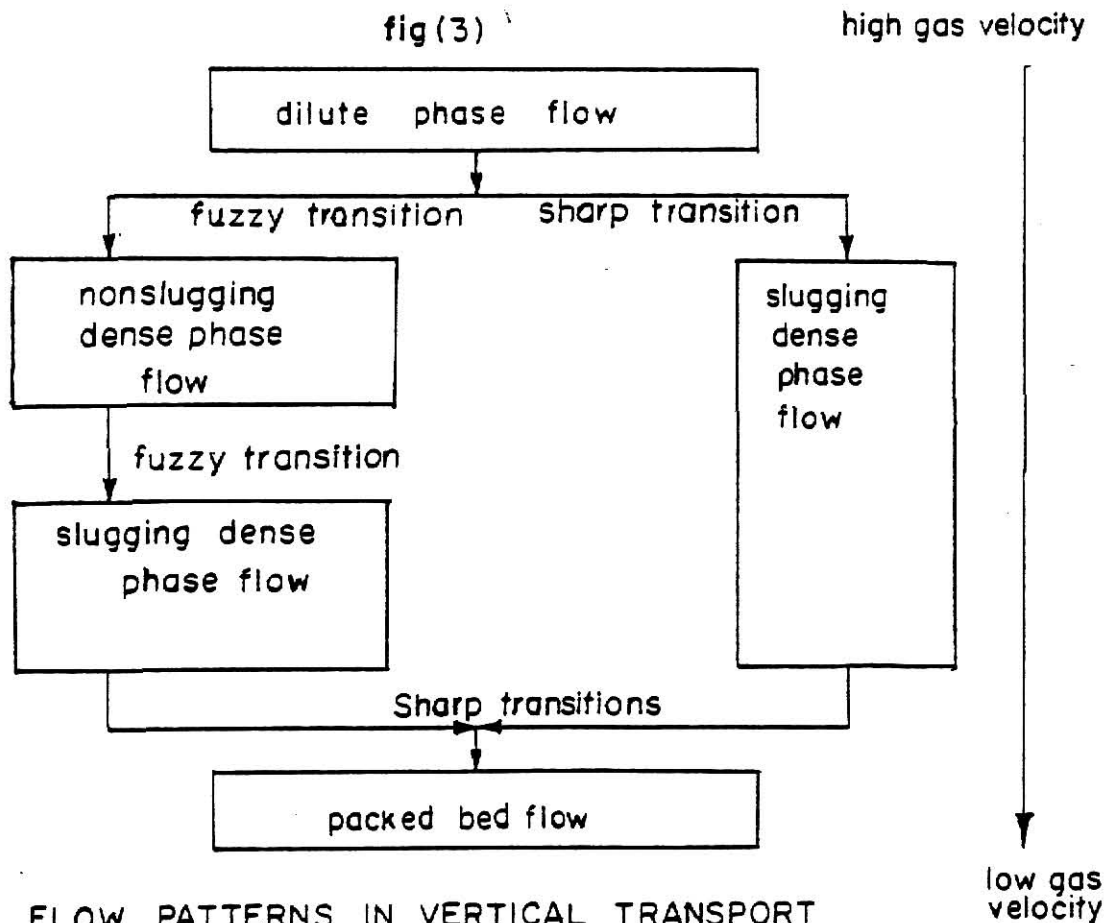 fig (3)
high gas velocity
dilute phase flow
fuzzy transition
sharp transition
nonslugging
dense phase
flow
slugging
dense
phase
flow
fuzzy transition
slugging dense
phase flow
Sharp transitions
packed bed flow
low gas
velocity
FLOW PATTERNS IN VERTICAL TRANSPORT